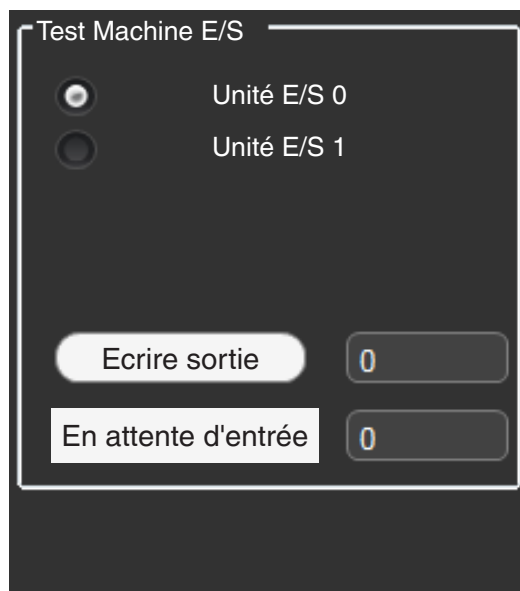 Test Machine E/S
Unité E/S 0
Unité E/S 1
Ecrire sortie 0
En attente d'entrée 0